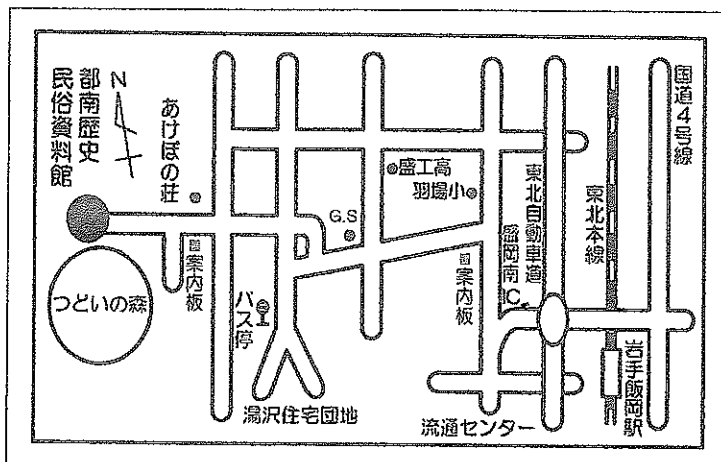 都南歴史
民俗資料館
N
あけぼの荘
つどいの森
案内板
バス停
湯沢住宅団地
G.S
盛工高
羽場小
案内板
東北自動車道
盛岡南IC
流通センター
東北本線
岩手飯岡駅
国道4号線